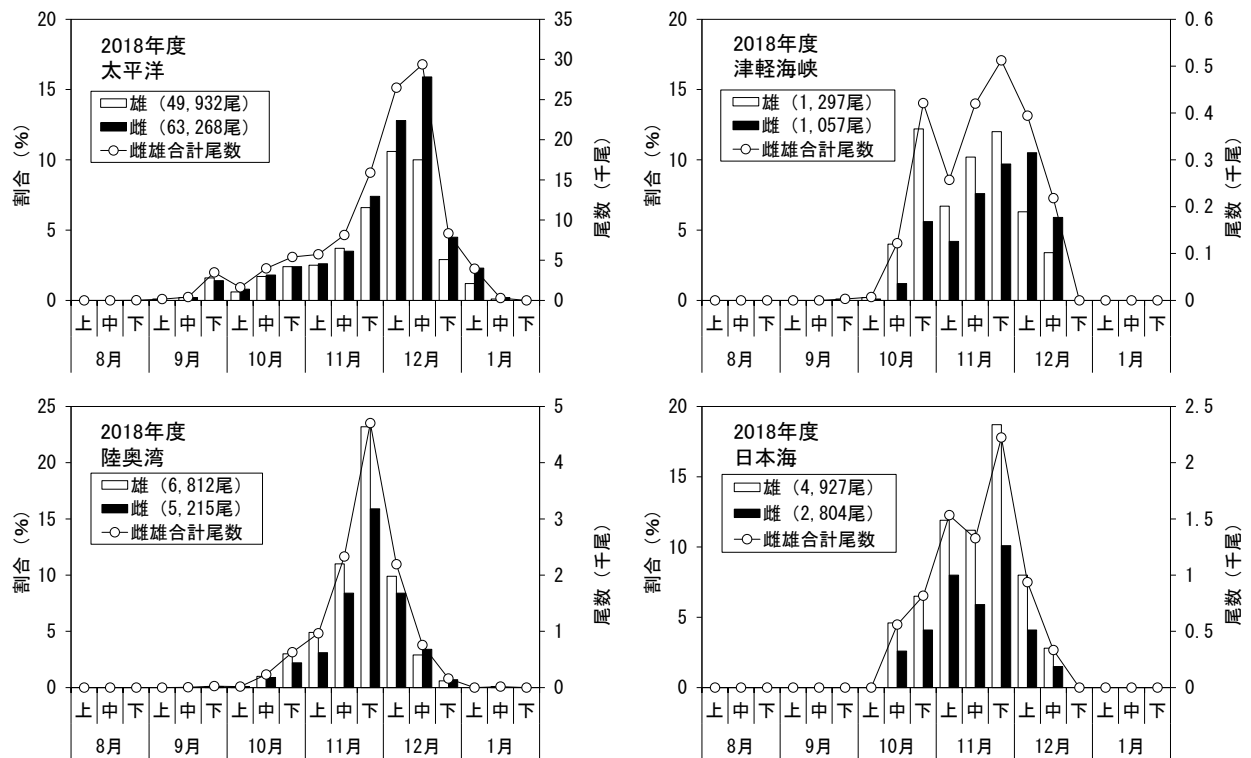 2018年度
太平洋
雄 (49,932尾)
雌 (63,268尾)
雌雄合計尾数
割合 (%)
尾数 (千尾)
20
15
10
5
0
35
30
25
20
15
10
5
0
上 中 下 上 中 下 上 中 下 上 中 下 上 中 下 上 中 下
8月 9月 10月 11月 12月 1月
2018年度
津軽海峡
雄 (1,297尾)
雌 (1,057尾)
雌雄合計尾数
割合 (%)
尾数 (千尾)
20
15
10
5
0
0.6
0.5
0.4
0.3
0.2
0.1
0
上 中 下 上 中 下 上 中 下 上 中 下 上 中 下 上 中 下
8月 9月 10月 11月 12月 1月
2018年度
陸奥湾
雄 (6,812尾)
雌 (5,215尾)
雌雄合計尾数
割合 (%)
尾数 (千尾)
25
20
15
10
5
0
5
4
3
2
1
0
上 中 下 上 中 下 上 中 下 上 中 下 上 中 下 上 中 下
8月 9月 10月 11月 12月 1月
2018年度
日本海
雄 (4,927尾)
雌 (2,804尾)
雌雄合計尾数
割合 (%)
尾数 (千尾)
20
15
10
5
0
2.5
2
1.5
1
0.5
0
上 中 下 上 中 下 上 中 下 上 中 下 上 中 下 上 中 下
8月 9月 10月 11月 12月 1月